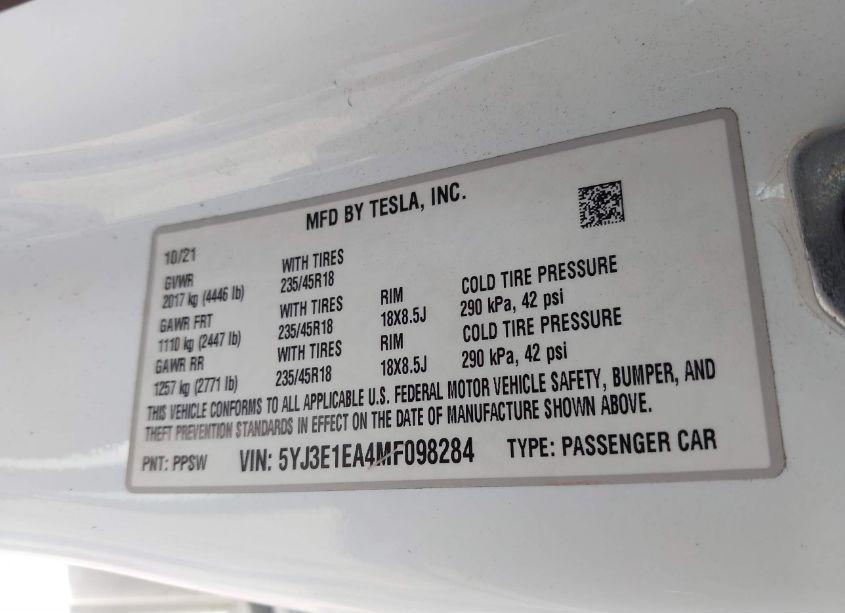 MFD BY TESLA, INC.
10/21
GVWR WITH TIRES
2017 kg (4446 lb) 235/45R18
GAWR FRT WITH TIRES RIM COLD TIRE PRESSURE
1110 kg (2447 lb) 235/45R18 18X8.5J 290 kPa, 42 psi
GAWR RR WITH TIRES RIM COLD TIRE PRESSURE
1257 kg (2771 lb) 235/45R18 18X8.5J 290 kPa, 42 psi
THIS VEHICLE CONFORMS TO ALL APPLICABLE U.S. FEDERAL MOTOR VEHICLE SAFETY, BUMPER, AND
THEFT PREVENTION STANDARDS IN EFFECT ON THE DATE OF MANUFACTURE SHOWN ABOVE.
PNT: PPSW VIN: 5YJ3E1EA4MF098284 TYPE: PASSENGER CAR